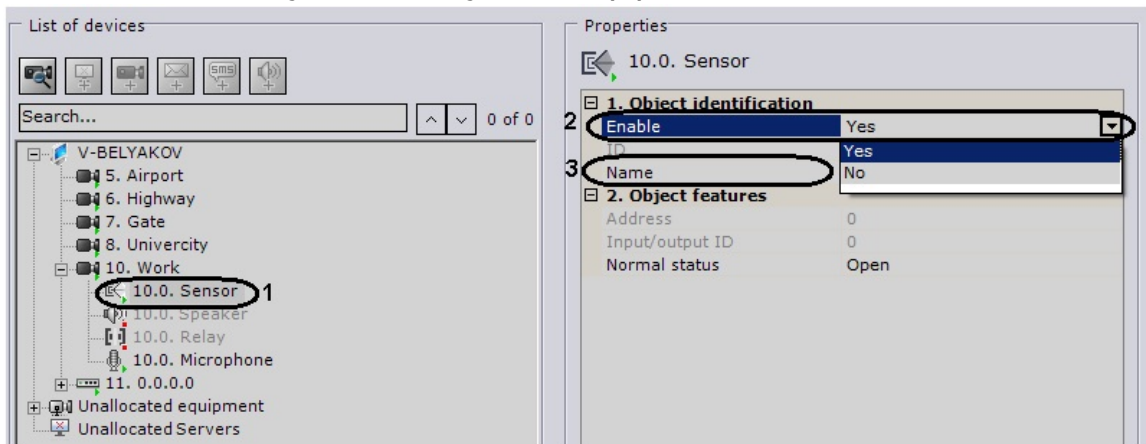 List of devices
sms
Search...
0 of 0
V-BELYAKOV
5. Airport
6. Highway
7. Gate
8. Univercity
10. Work
10.0. Sensor 1
10.0. Speaker
10.0. Relay
10.0. Microphone
11. 0.0.0.0
Unallocated equipment
Unallocated Servers
Properties
10.0. Sensor
1. Object identification
2 Enable Yes
ID Yes
3 Name No
2. Object features
Address 0
Input/output ID 0
Normal status Open